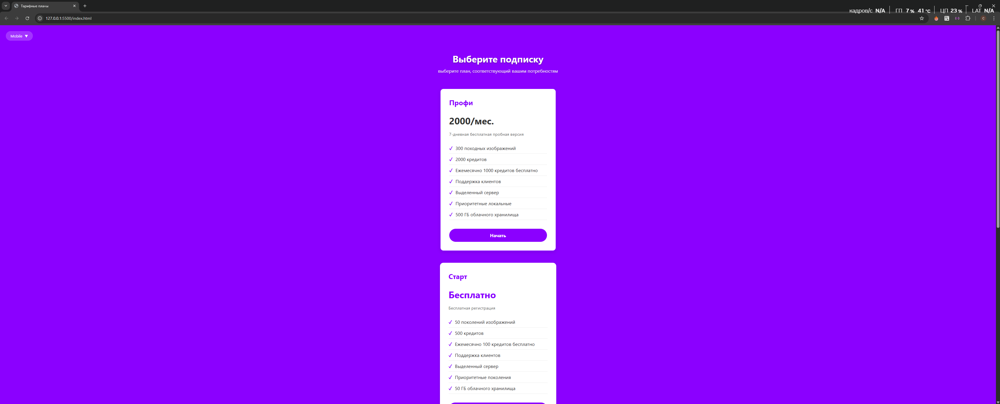 Тарифные планы
кадров/с N/A ГП 7 % 41 °C ЦП 23 % LAT N/A
127.0.0.1:5500/index.html
C
Mobile ▼
Выберите подписку
выберите план, соответствующий вашим потребностям
Профи
2000/мес.
7-дневная бесплатная пробная версия
✓ 300 походных изображений
✓ 2000 кредитов
✓ Ежемесячно 1000 кредитов бесплатно
✓ Поддержка клиентов
✓ Выделенный сервер
✓ Приоритетные локальные
✓ 500 ГБ облачного хранилища
Начать
Старт
Бесплатно
Бесплатная регистрация
✓ 50 поколений изображений
✓ 500 кредитов
✓ Ежемесячно 100 кредитов бесплатно
✓ Поддержка клиентов
✓ Выделенный сервер
✓ Приоритетные поколения
✓ 50 ГБ облачного хранилища